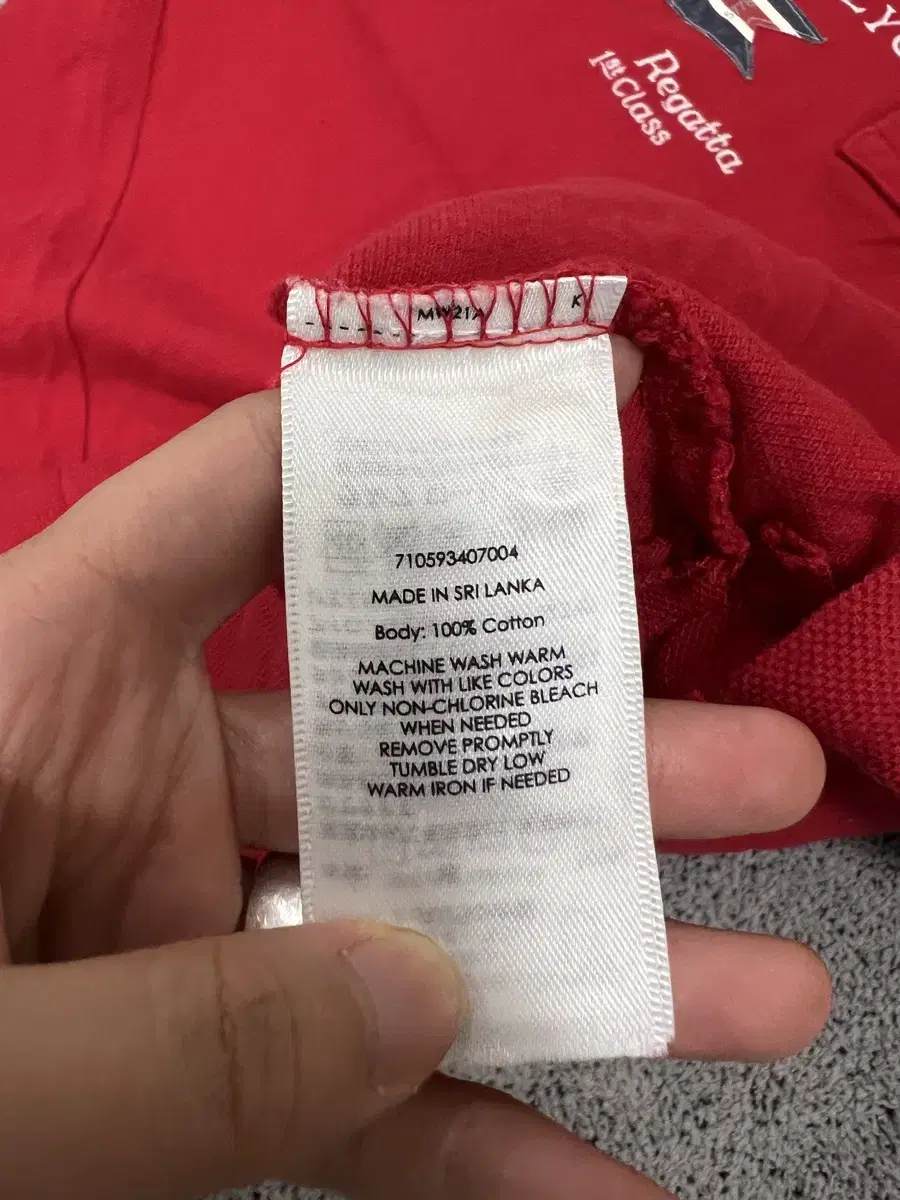 Regatta
1st Class
K
710593407004
MADE IN SRI LANKA
Body: 100% Cotton
MACHINE WASH WARM
WASH WITH LIKE COLORS
ONLY NON-CHLORINE BLEACH
WHEN NEEDED
REMOVE PROMPTLY
TUMBLE DRY LOW
WARM IRON IF NEEDED